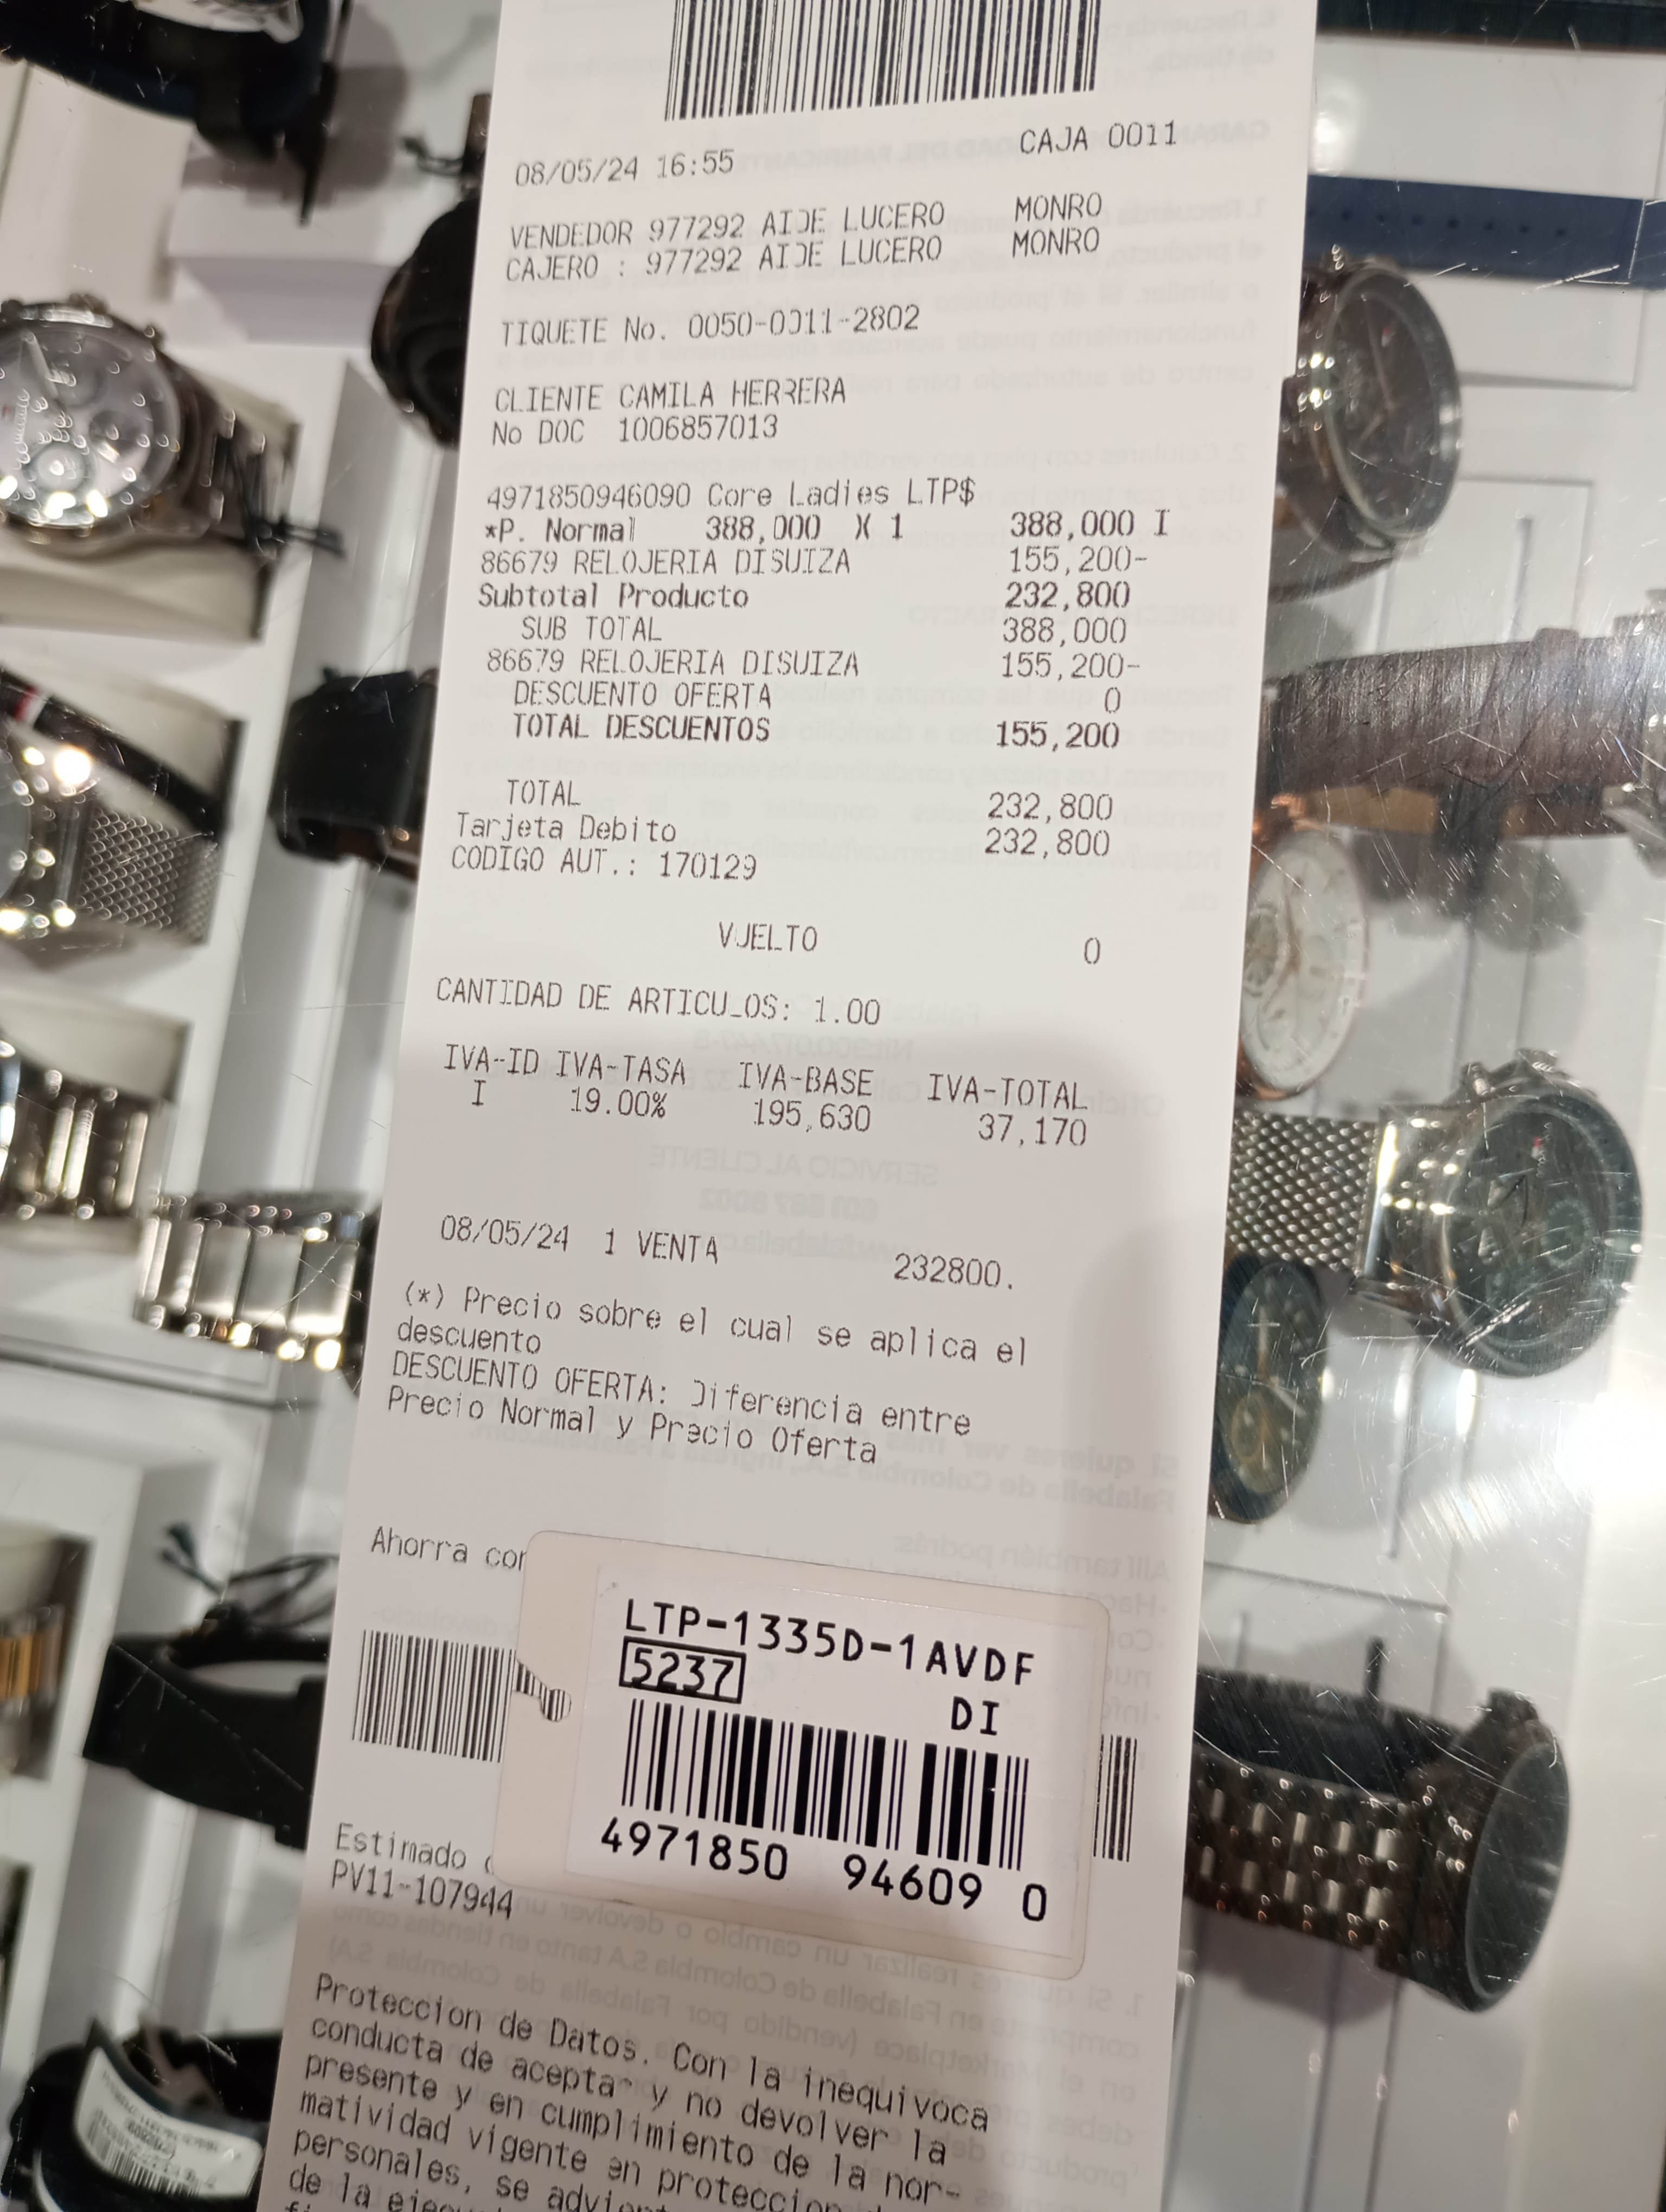 08/05/24 16:55 CAJA 0011
VENDEDOR 977292 AIDE LUCERO MONRO
CAJERO : 977292 AIDE LUCERO MONRO
TIQUETE No. 0050-0011-2802
CLIENTE CAMILA HERRERA
No DOC 1006857013
4971850946090 Core Ladies LTP$
*P. Normal 388,000 X 1 388,000 I
86679 RELOJERIA DISUIZA 155,200-
Subtotal Producto 232,800
SUB TOTAL 388,000
86679 RELOJERIA DISUIZA 155,200-
DESCUENTO OFERTA 0
TOTAL DESCUENTOS 155,200
TOTAL 232,800
Tarjeta Debito 232,800
CODIGO AUT.: 170129
VUELTO 0
CANTIDAD DE ARTICULOS: 1.00
IVA-ID IVA-TASA IVA-BASE IVA-TOTAL
I 19.00% 195,630 37,170
08/05/24 1 VENTA 232800.
(*) Precio sobre el cual se aplica el
descuento
DESCUENTO OFERTA: Diferencia entre
Precio Normal y Precio Oferta
Ahorra
LTP-1335D-1AVDF
5237
DI
4971850 94609 0
Estimado
PV11-107944
Proteccion de Datos. Con la inequivoca
conducta de aceptar y no devolver la
presente y en cumplimiento de la nor-
matividad vigente en proteccion
personales, se
de la